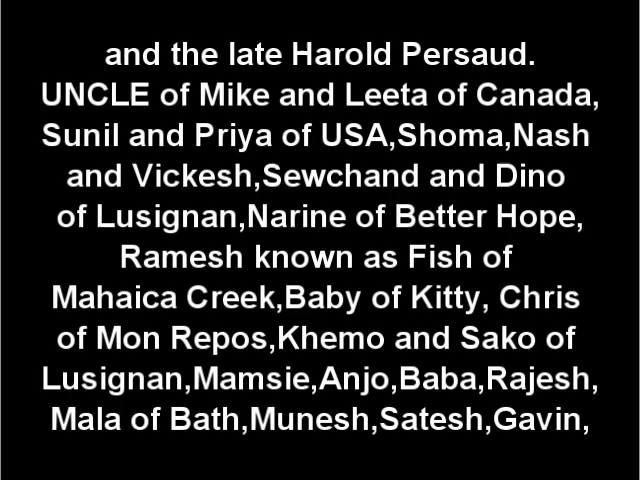 and the late Harold Persaud.
UNCLE of Mike and Leeta of Canada,
Sunil and Priya of USA,Shoma,Nash
and Vickesh,Sewchand and Dino
of Lusignan,Narine of Better Hope,
Ramesh known as Fish of
Mahaica Creek,Baby of Kitty, Chris
of Mon Repos,Khemo and Sako of
Lusignan,Mamsie,Anjo,Baba,Rajesh,
Mala of Bath,Munesh,Satesh,Gavin,